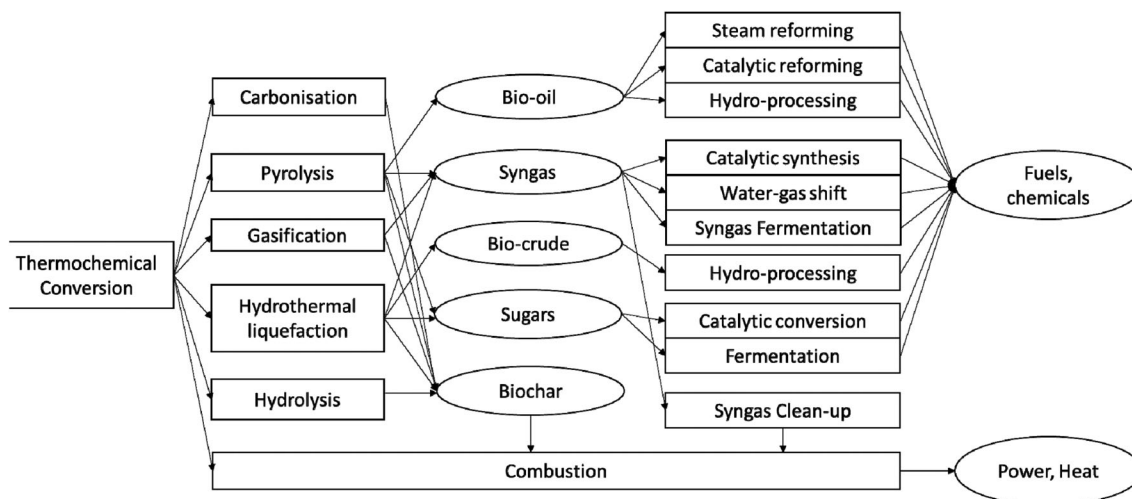 Thermochemical
Conversion
Carbonisation
Pyrolysis
Gasification
Hydrothermal
liquefaction
Hydrolysis
Bio-oil
Syngas
Bio-crude
Sugars
Biochar
Steam reforming
Catalytic reforming
Hydro-processing
Catalytic synthesis
Water-gas shift
Syngas Fermentation
Hydro-processing
Catalytic conversion
Fermentation
Syngas Clean-up
Combustion
Fuels,
chemicals
Power, Heat